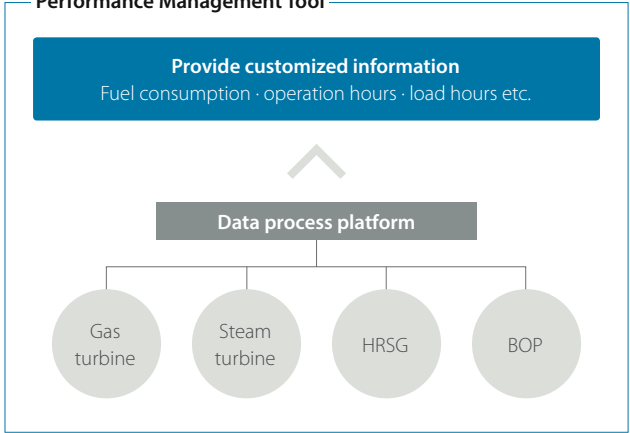 Performance Management Tool
Provide customized information
Fuel consumption · operation hours · load hours etc.
Data process platform
Gas
turbine
Steam
turbine
HRSG
BOP